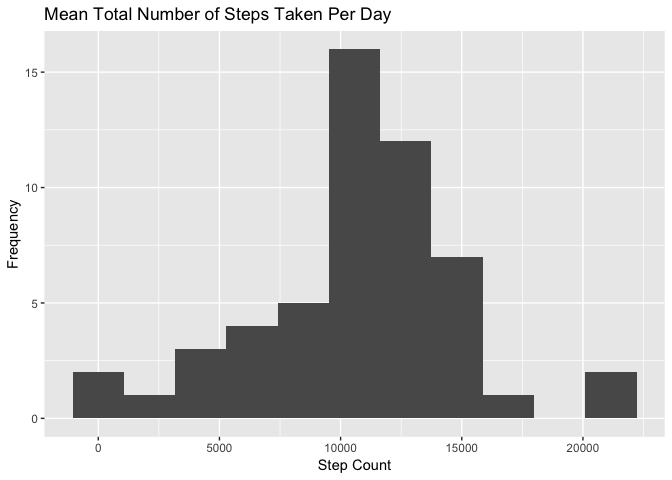 Mean Total Number of Steps Taken Per Day
15
10
5
0
Frequency
0 5000 10000 15000 20000
Step Count